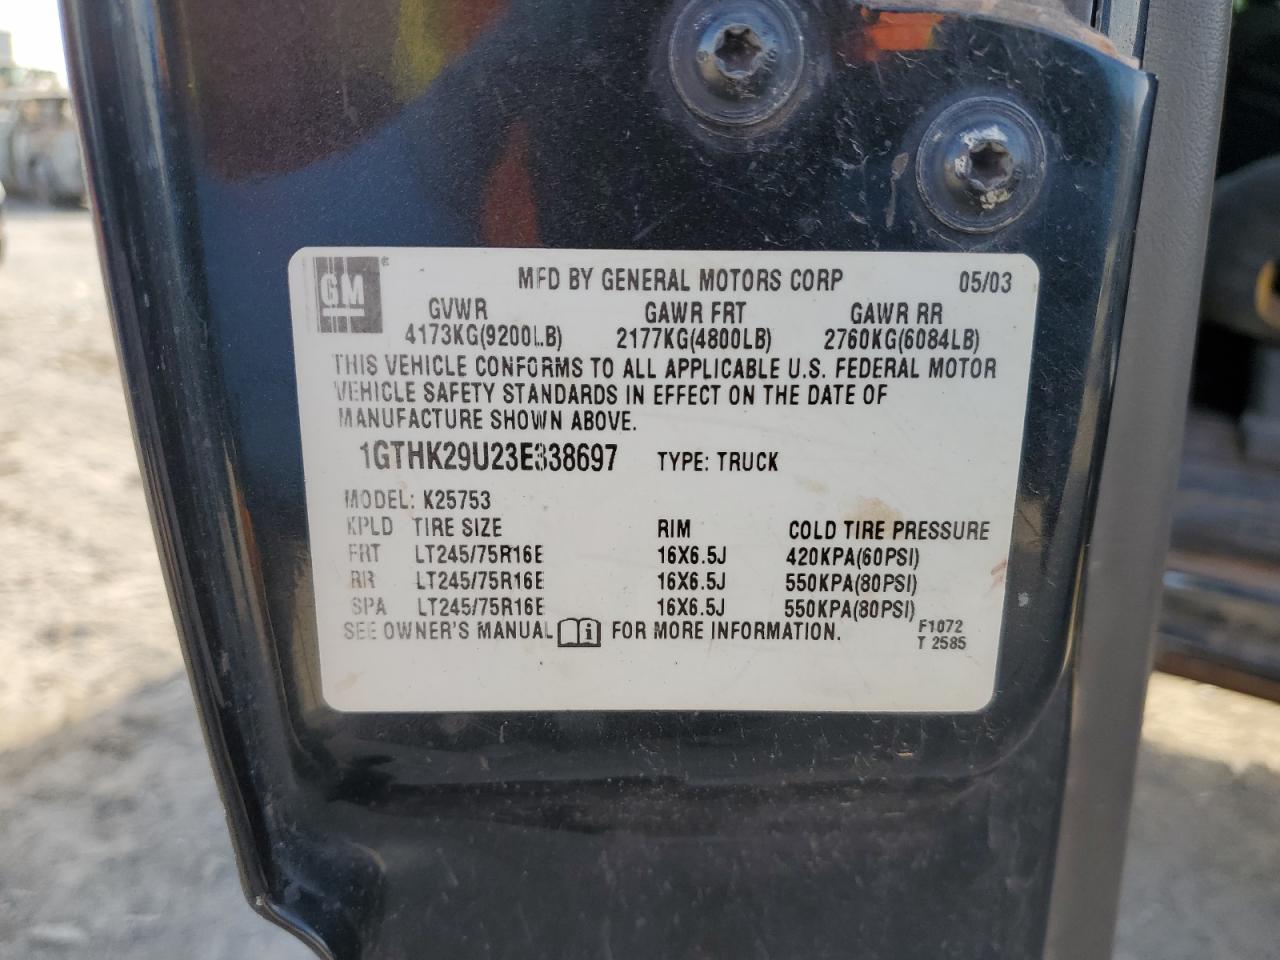 GM ® MFD BY GENERAL MOTORS CORP 05/03
GVWR GAWR FRT GAWR RR
4173KG(9200LB) 2177KG(4800LB) 2760KG(6084LB)
THIS VEHICLE CONFORMS TO ALL APPLICABLE U.S. FEDERAL MOTOR
VEHICLE SAFETY STANDARDS IN EFFECT ON THE DATE OF
MANUFACTURE SHOWN ABOVE.
1GTHK29U23E338697 TYPE: TRUCK
MODEL: K25753
KPLD TIRE SIZE RIM COLD TIRE PRESSURE
FRT LT245/75R16E 16X6.5J 420KPA(60PSI)
RR LT245/75R16E 16X6.5J 550KPA(80PSI)
SPA LT245/75R16E 16X6.5J 550KPA(80PSI)
SEE OWNER'S MANUAL i FOR MORE INFORMATION. F1072
T 2585